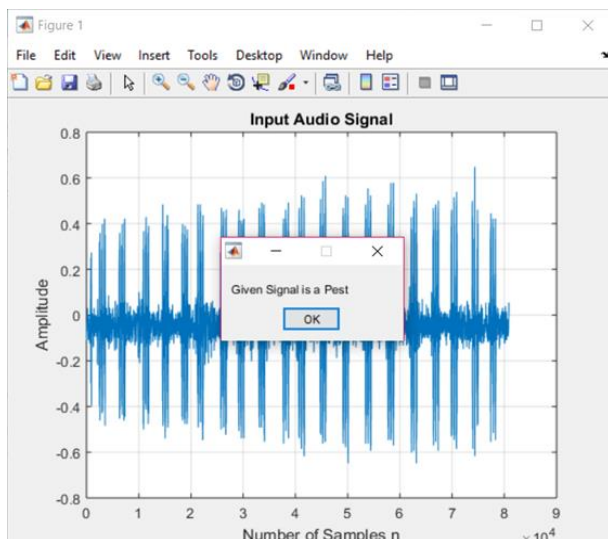 Figure 1
File Edit View Insert Tools Desktop Window Help
Input Audio Signal
0.8
0.6
0.4
0.2
0
-0.2
-0.4
-0.6
-0.8
Amplitude
Given Signal is a Pest
OK
0 1 2 3 4 5 6 7 8 9
Number of Samples n
×10^4